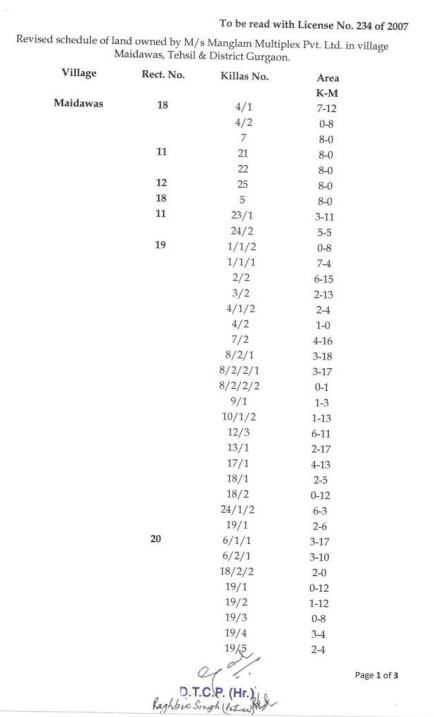 To be read with License No. 234 of 2007
Revised schedule of land owned by M/s Manglam Multiplex Pvt. Ltd. in village
Maidawas, Tehsil & District Gurgaon.
Village Rect. No. Killas No. Area
K-M
Maidawas 18 4/1 7-12
4/2 0-8
7 8-0
11 21 8-0
22 8-0
12 25 8-0
18 5 8-0
11 23/1 3-11
24/2 5-5
19 1/1/2 0-8
1/1/1 7-4
2/2 6-15
3/2 2-13
4/1/2 2-4
4/2 1-0
7/2 4-16
8/2/1 3-18
8/2/2/1 3-17
8/2/2/2 0-1
9/1 1-3
10/1/2 1-13
12/3 6-11
13/1 2-17
17/1 4-13
18/1 2-5
18/2 0-12
24/1/2 6-3
19/1 2-6
20 6/1/1 3-17
6/2/1 3-10
18/2/2 2-0
19/1 0-12
19/2 1-12
19/3 0-8
19/4 3-4
19/5 2-4
Page 1 of 3
D.T.C.P. (Hr.)
Raghbir Singh